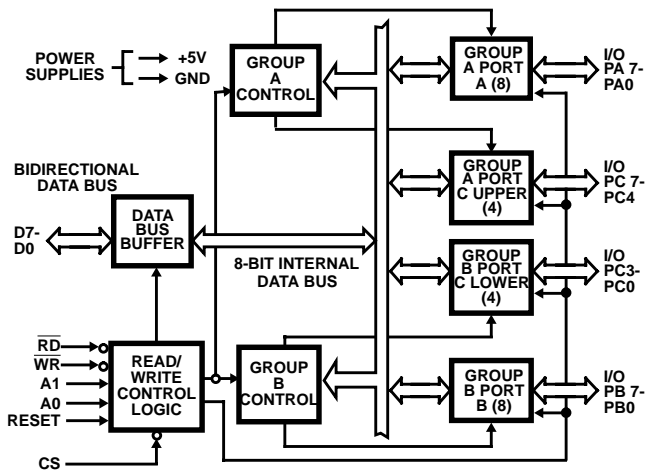 POWER
SUPPLIES
+5V
GND
GROUP
A
CONTROL
GROUP
A PORT
A (8)
I/O
PA 7-
PA0
GROUP
A PORT
C UPPER
(4)
I/O
PC 7-
PC4
BIDIRECTIONAL
DATA BUS
D7-
D0
DATA
BUS
BUFFER
8-BIT INTERNAL
DATA BUS
GROUP
B PORT
C LOWER
(4)
I/O
PC3-
PC0
RD
WR
A1
A0
RESET
CS
READ/
WRITE
CONTROL
LOGIC
GROUP
B
CONTROL
GROUP
B PORT
B (8)
I/O
PB 7-
PB0